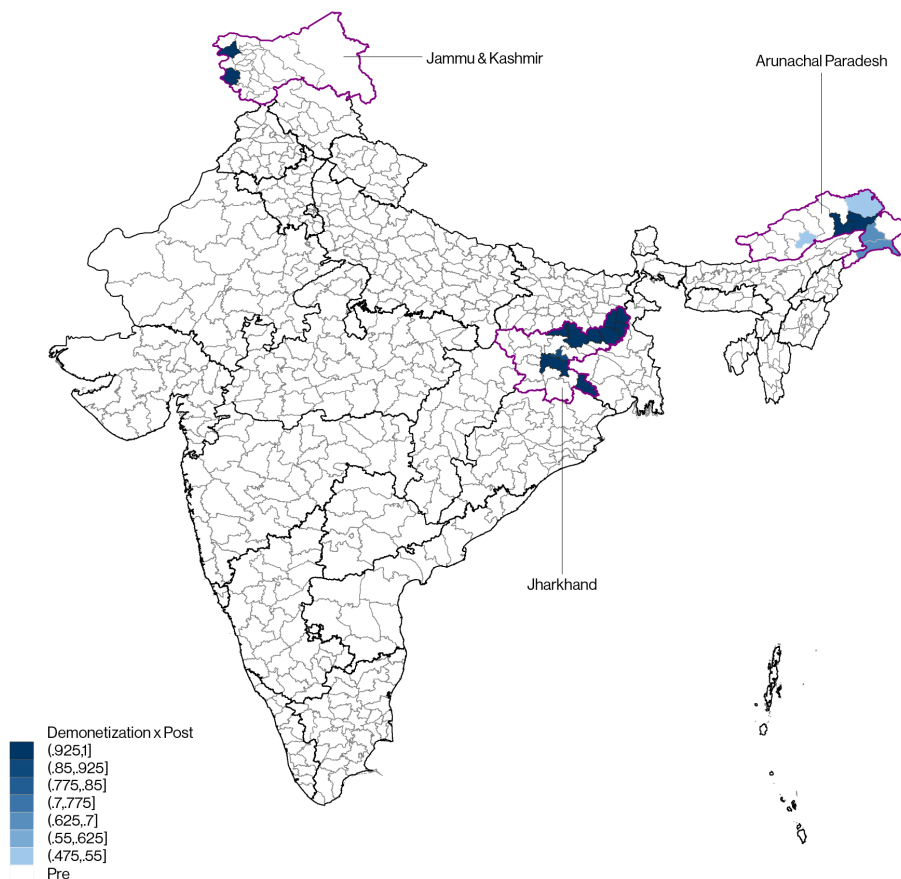 Jammu & Kashmir
Arunachal Paradesh
Jharkhand
Demonetization x Post
(.925,1]
(.85,.925]
(.775,.85]
(.7,.775]
(.625,.7]
(.55,.625]
(.475,.55]
Pre